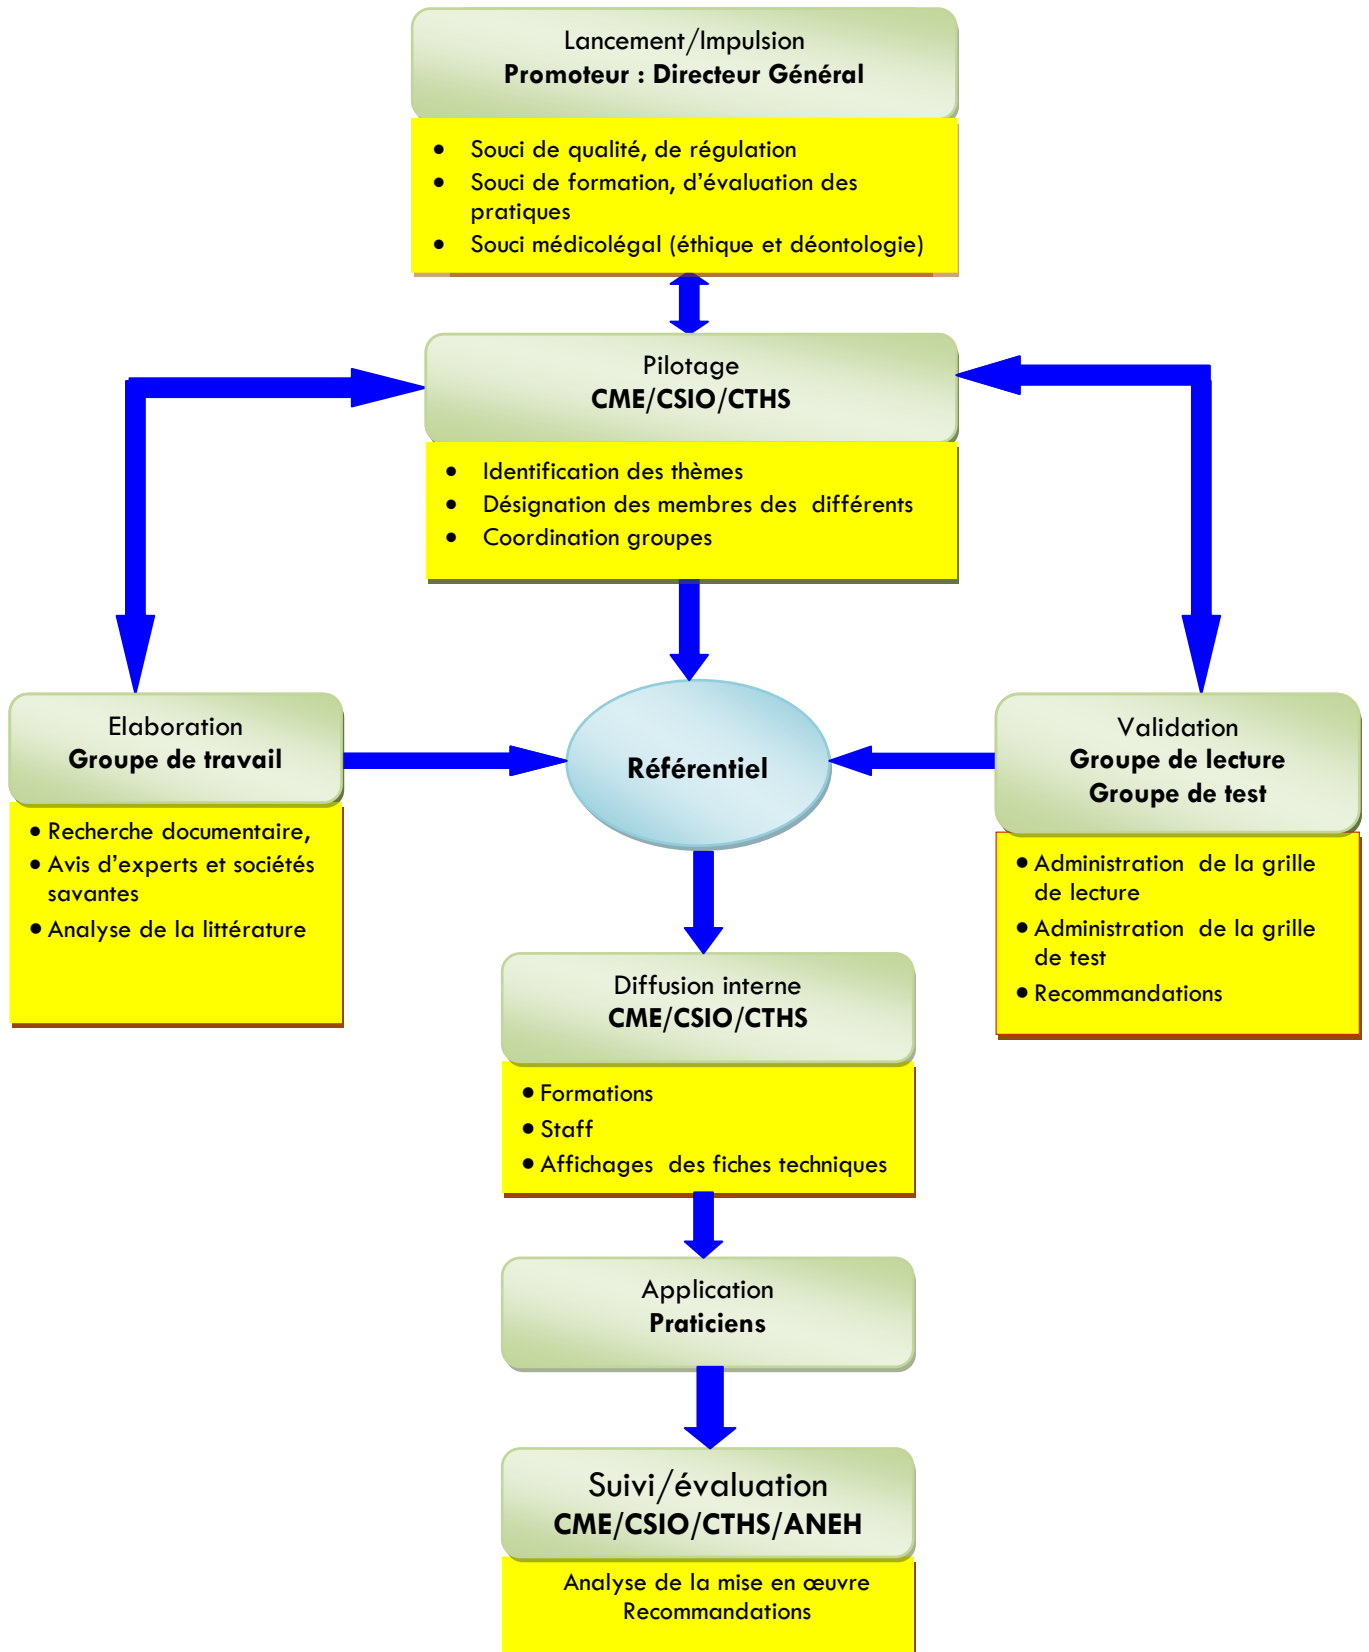 Lancement/Impulsion
Promoteur : Directeur Général
• Souci de qualité, de régulation
• Souci de formation, d'évaluation des
pratiques
• Souci médicolégal (éthique et déontologie)
Pilotage
CME/CSIO/CTHS
• Identification des thèmes
• Désignation des membres des différents
• Coordination groupes
Elaboration
Groupe de travail
• Recherche documentaire,
• Avis d'experts et sociétés
savantes
• Analyse de la littérature
Référentiel
Validation
Groupe de lecture
Groupe de test
• Administration de la grille
de lecture
• Administration de la grille
de test
• Recommandations
Diffusion interne
CME/CSIO/CTHS
• Formations
• Staff
• Affichages des fiches techniques
Application
Praticiens
Suivi/évaluation
CME/CSIO/CTHS/ANEH
Analyse de la mise en œuvre
Recommandations